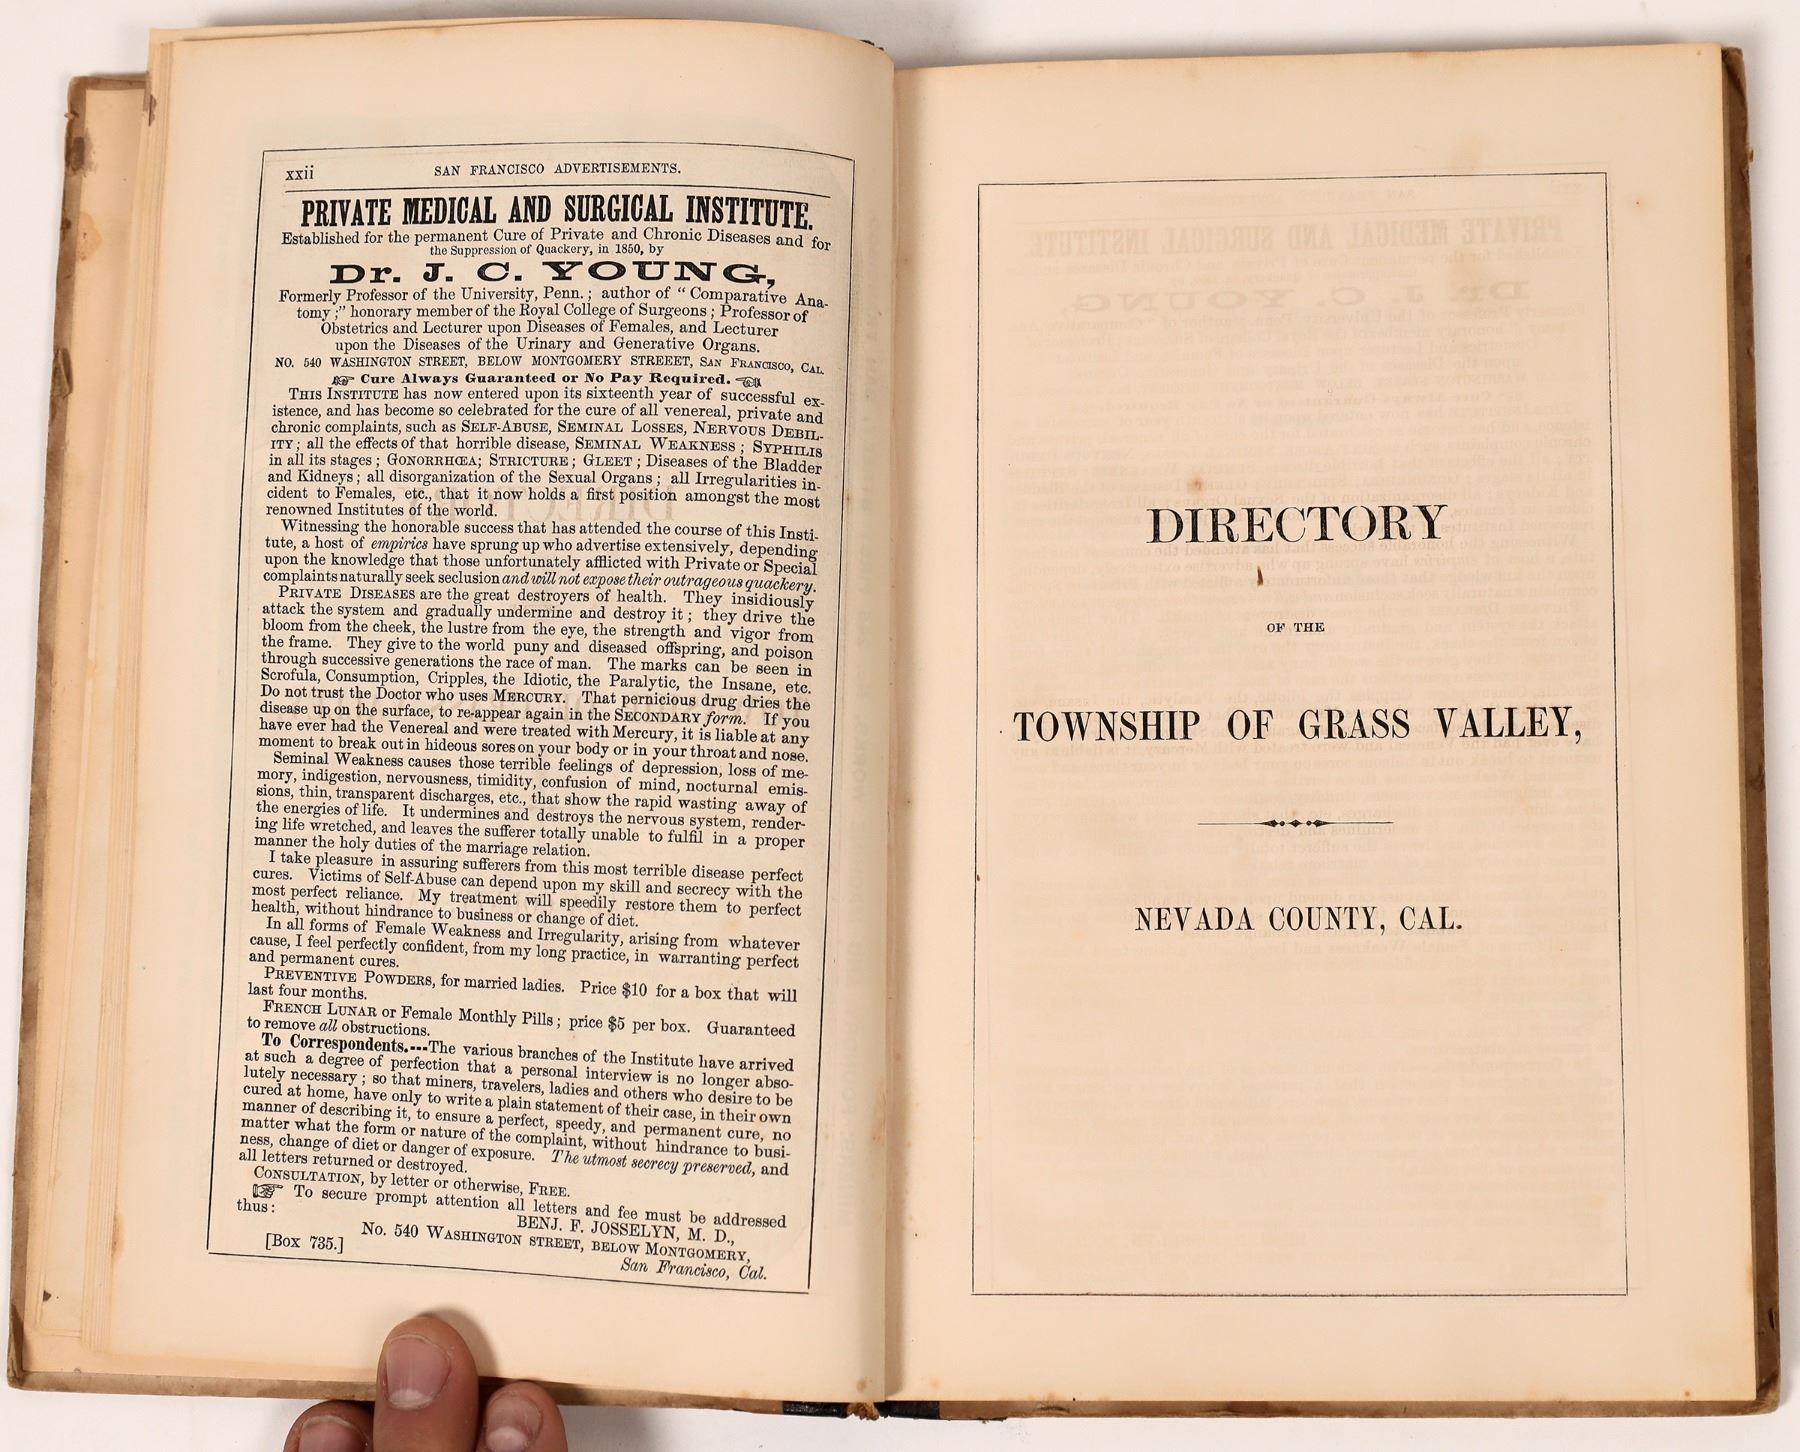 xxii SAN FRANCISCO ADVERTISEMENTS.
PRIVATE MEDICAL AND SURGICAL INSTITUTE.
Established for the permanent Cure of Private and Chronic Diseases and for
the Suppression of Quackery, in 1850, by
Dr. J. C. YOUNG,
Formerly Professor of the University, Penn.; author of "Comparative Ana-
tomy;" honorary member of the Royal College of Surgeons; Professor of
Obstetrics and Lecturer upon Diseases of Females, and Lecturer
upon the Diseases of the Urinary and Generative Organs.
NO. 540 WASHINGTON STREET, BELOW MONTGOMERY STREEET, SAN FRANCISCO, CAL.
☞ Cure Always Guaranteed or No Pay Required. ☜
THIS INSTITUTE has now entered upon its sixteenth year of successful ex-
istence, and has become so celebrated for the cure of all venereal, private and
chronic complaints, such as SELF-ABUSE, SEMINAL LOSSES, NERVOUS DEBIL-
ITY; all the effects of that horrible disease, SEMINAL WEAKNESS; SYPHILIS
in all its stages; GONORRHŒA; STRICTURE; GLEET; Diseases of the Bladder
and Kidneys; all disorganization of the Sexual Organs; all Irregularities in-
cident to Females, etc., that it now holds a first position amongst the most
renowned Institutes of the world.
Witnessing the honorable success that has attended the course of this Insti-
tute, a host of empirics have sprung up who advertise extensively, depending
upon the knowledge that those unfortunately afflicted with Private or Special
complaints naturally seek seclusion and will not expose their outrageous quackery.
PRIVATE DISEASES are the great destroyers of health. They insidiously
attack the system and gradually undermine and destroy it; they drive the
bloom from the cheek, the lustre from the eye, the strength and vigor from
the frame. They give to the world puny and diseased offspring, and poison
through successive generations the race of man. The marks can be seen in
Scrofula, Consumption, Cripples, the Idiotic, the Paralytic, the Insane, etc.
Do not trust the Doctor who uses MERCURY. That pernicious drug dries the
disease up on the surface, to re-appear again in the SECONDARY form. If you
have ever had the Venereal and were treated with Mercury, it is liable at any
moment to break out in hideous sores on your body or in your throat and nose.
Seminal Weakness causes those terrible feelings of depression, loss of me-
mory, indigestion, nervousness, timidity, confusion of mind, nocturnal emis-
sions, thin, transparent discharges, etc., that show the rapid wasting away of
the energies of life. It undermines and destroys the nervous system, render-
ing life wretched, and leaves the sufferer totally unable to fulfil in a proper
manner the holy duties of the marriage relation.
I take pleasure in assuring sufferers from this most terrible disease perfect
cures. Victims of Self-Abuse can depend upon my skill and secrecy with the
most perfect reliance. My treatment will speedily restore them to perfect
health, without hindrance to business or change of diet.
In all forms of Female Weakness and Irregularity, arising from whatever
cause, I feel perfectly confident, from my long practice, in warranting perfect
and permanent cures.
PREVENTIVE POWDERS, for married ladies. Price $10 for a box that will
last four months.
FRENCH LUNAR or Female Monthly Pills; price $5 per box. Guaranteed
to remove all obstructions.
To Correspondents.---The various branches of the Institute have arrived
at such a degree of perfection that a personal interview is no longer abso-
lutely necessary; so that miners, travelers, ladies and others who desire to be
cured at home, have only to write a plain statement of their case, in their own
manner of describing it, to ensure a perfect, speedy, and permanent cure, no
matter what the form or nature of the complaint, without hindrance to busi-
ness, change of diet or danger of exposure. The utmost secrecy preserved, and
all letters returned or destroyed.
CONSULTATION, by letter or otherwise, FREE.
☞ To secure prompt attention all letters and fee must be addressed
thus:
BENJ. F. JOSSELYN, M. D.,
No. 540 WASHINGTON STREET, BELOW MONTGOMERY,
[Box 735.] San Francisco, Cal.
DIRECTORY
OF THE
TOWNSHIP OF GRASS VALLEY,
NEVADA COUNTY, CAL.